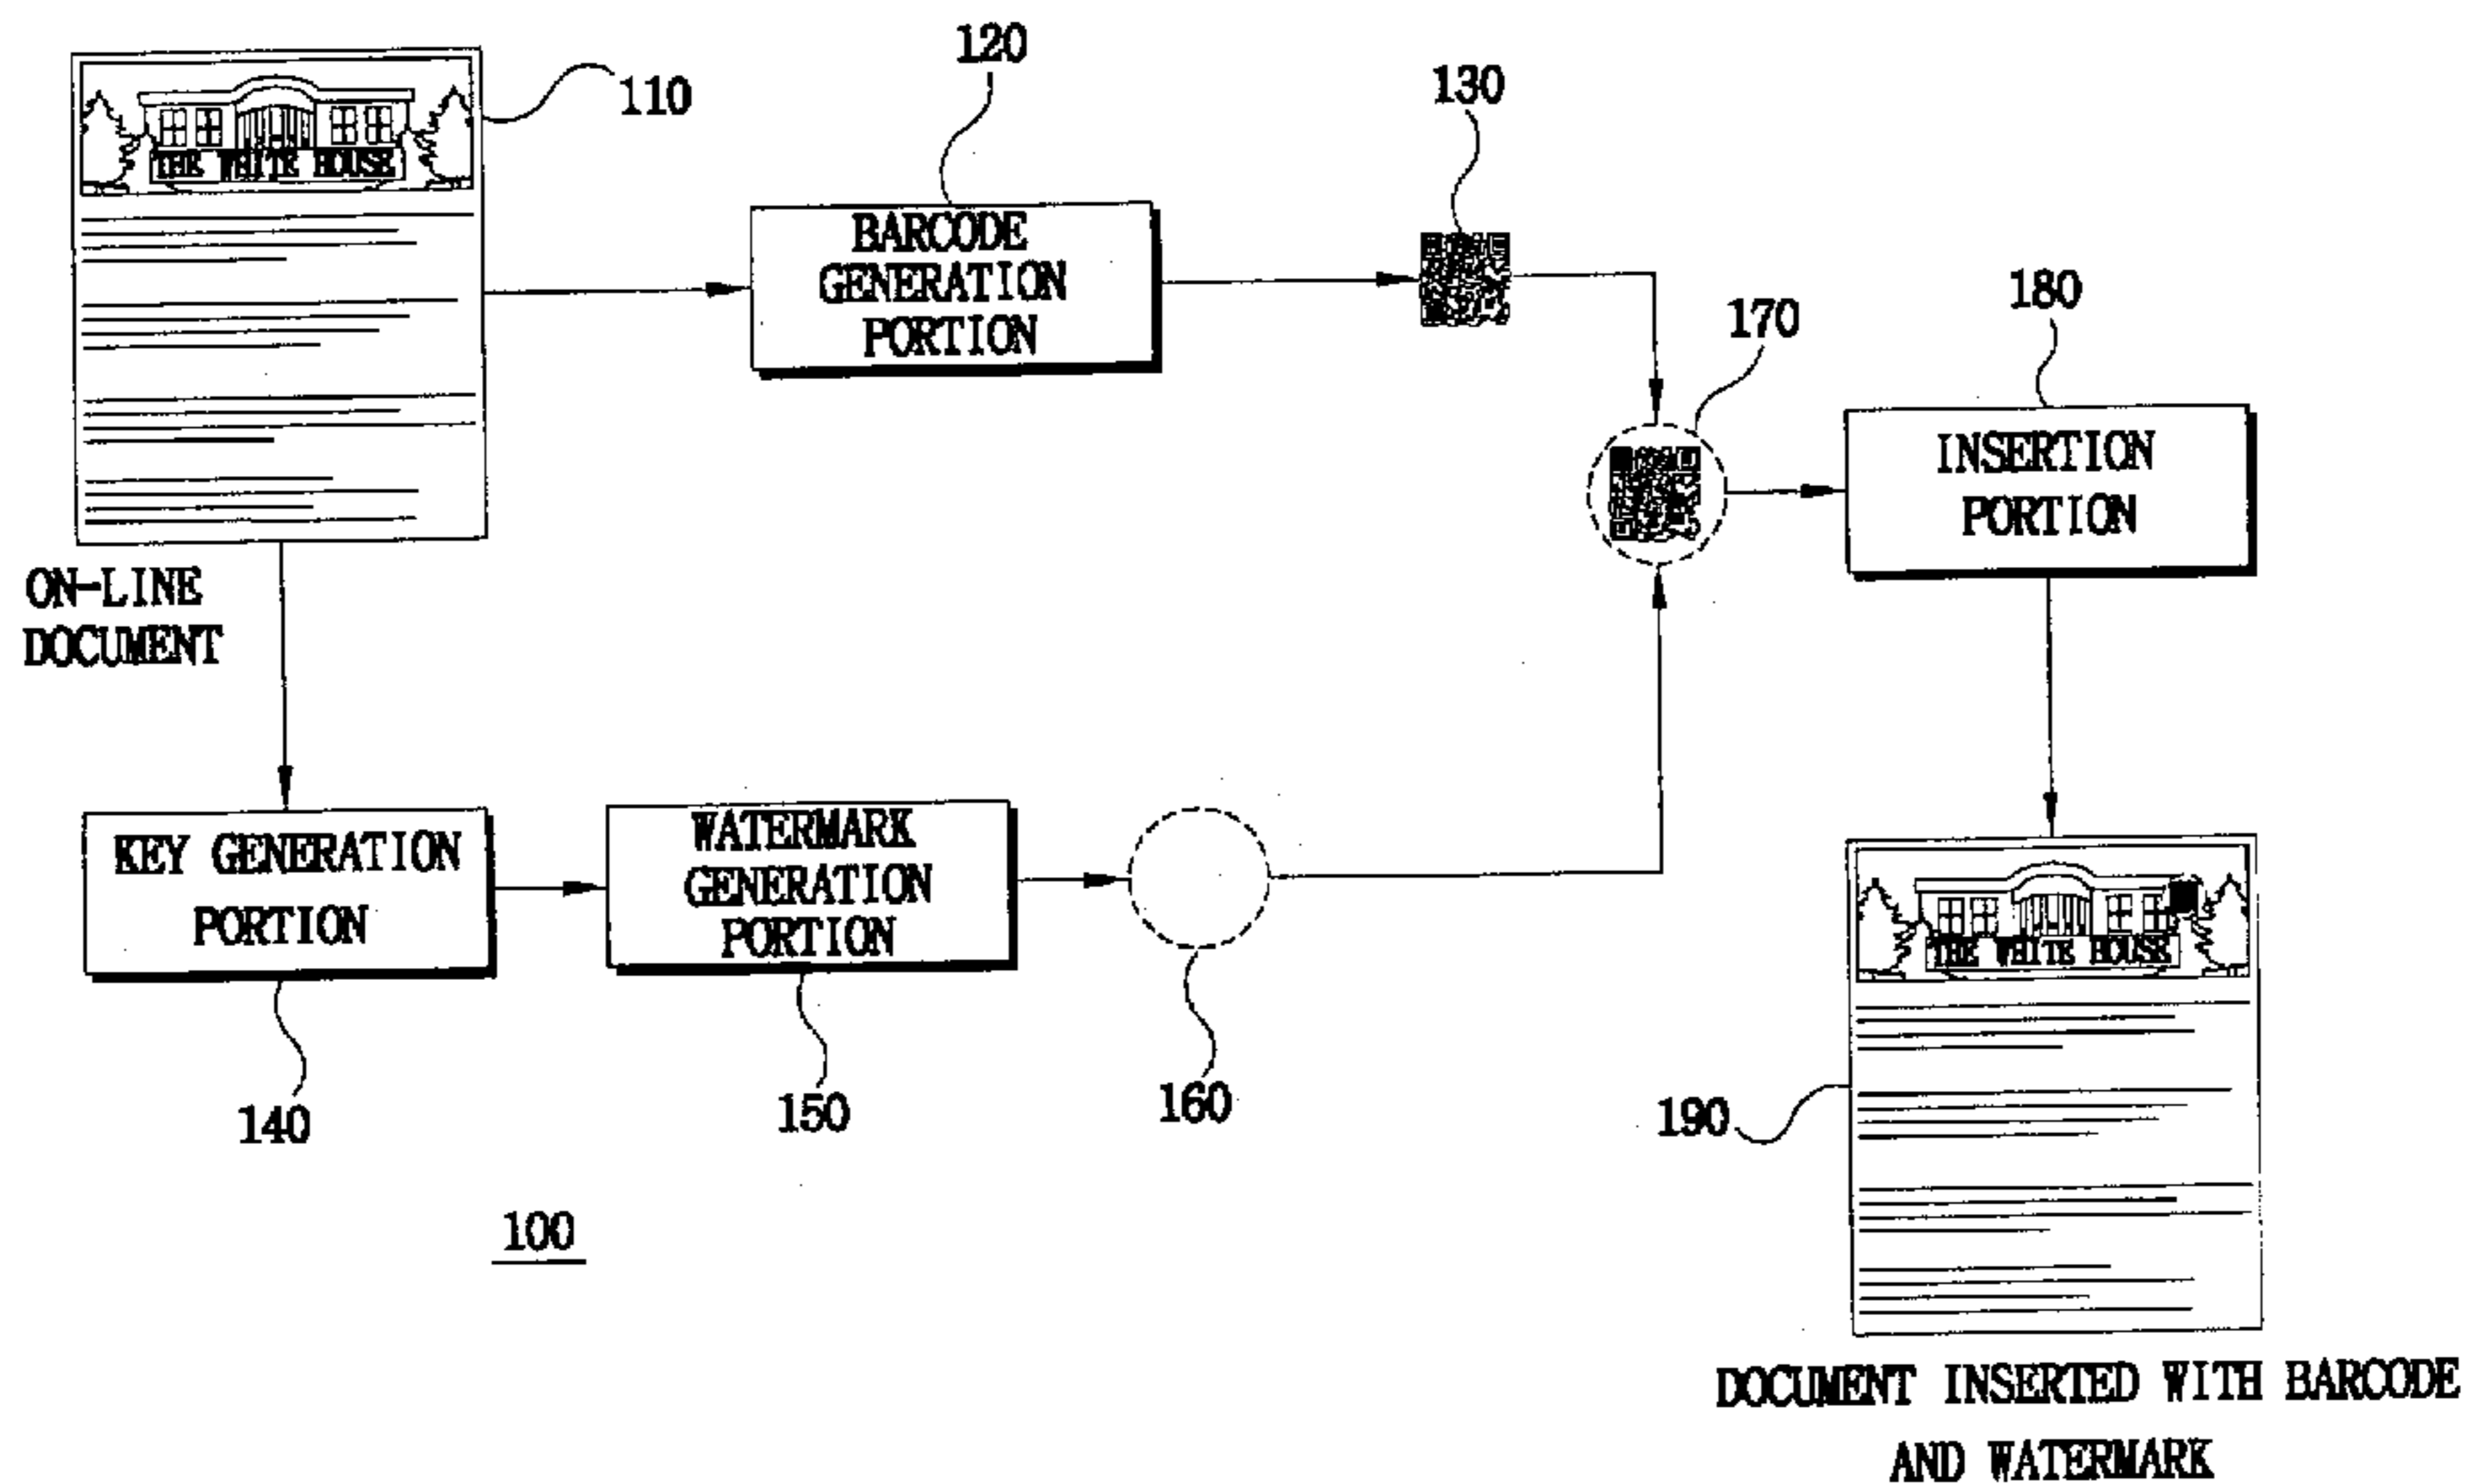 120
110
130
THE WHITE HOUSE
BARCODE
GENERATION
PORTION
170
180
INSERTION
PORTION
ON-LINE
DOCUMENT
KEY GENERATION
PORTION
WATERMARK
GENERATION
PORTION
THE WHITE HOUSE
140
150
160
190
100
DOCUMENT INSERTED WITH BARCODE
AND WATERMARK